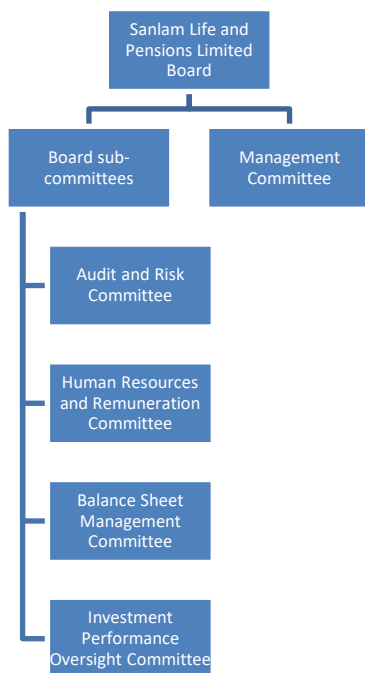 Sanlam Life and
Pensions Limited
Board
Board sub-
committees
Management
Committee
Audit and Risk
Committee
Human Resources
and Remuneration
Committee
Balance Sheet
Management
Committee
Investment
Performance
Oversight Committee